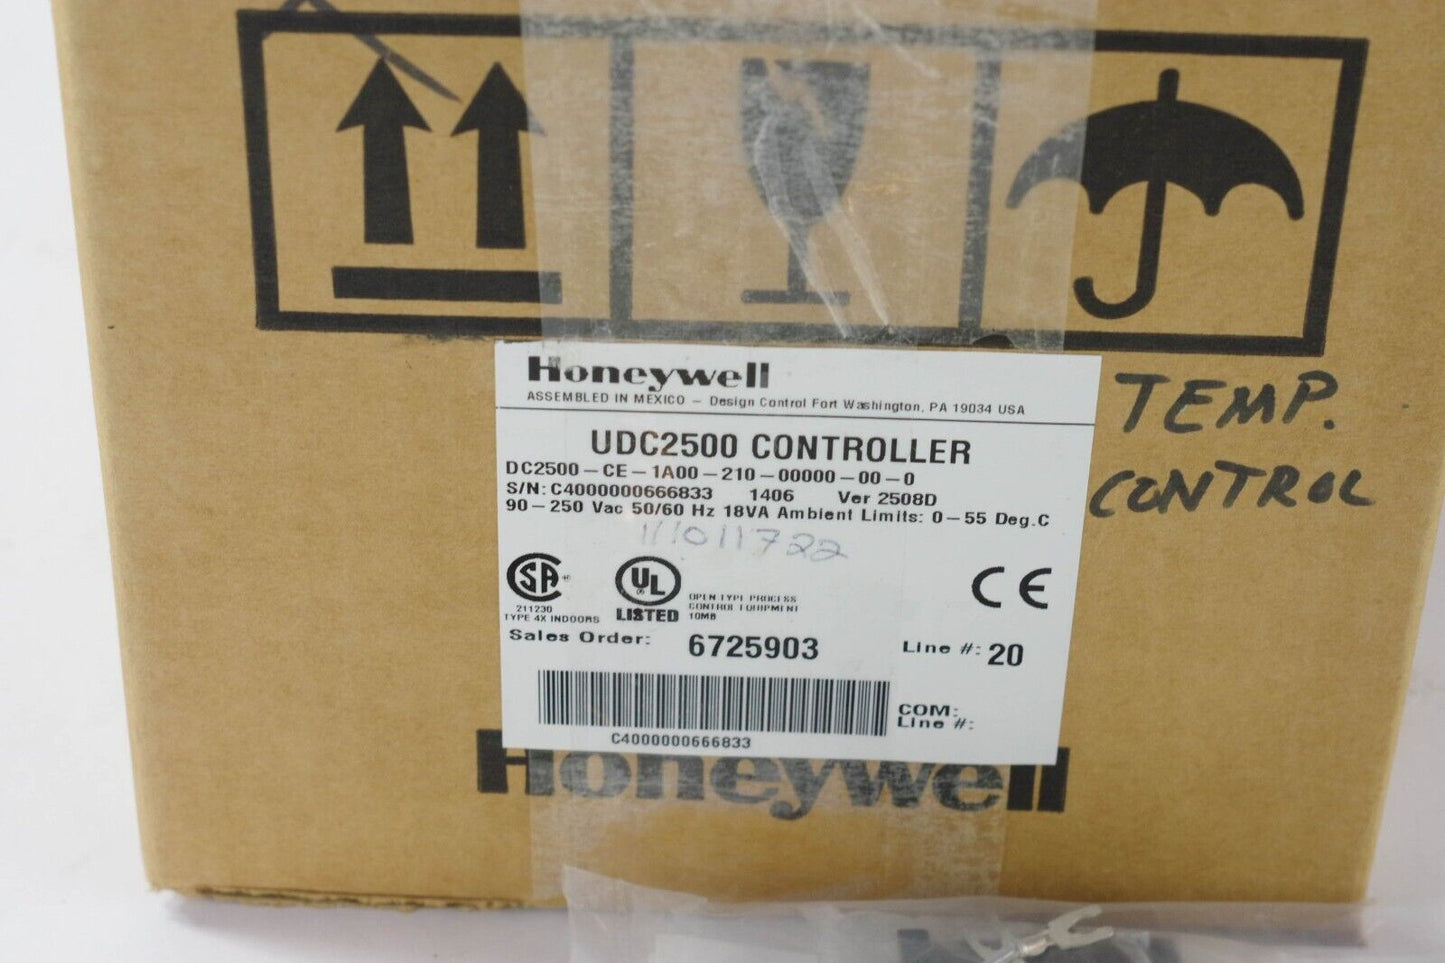 Honeywell
ASSEMBLED IN MEXICO – Design Control Fort Washington, PA 19034 USA
UDC2500 CONTROLLER
DC2500-CE-1A00-210-00000-00-0
S/N: C4000000666833 1406 Ver 2508D
90-250 Vac 50/60 Hz 18VA Ambient Limits: 0-55 Deg.C
111011722
SA
211230
TYPE 4X INDOORS
UL
LISTED
OPEN TYPE PROCESS
CONTROL EQUIPMENT
10MB
CE
Sales Order: 6725903 Line #: 20
COM:
Line #:
C4000000666833
TEMP.
CONTROL
Honeywell